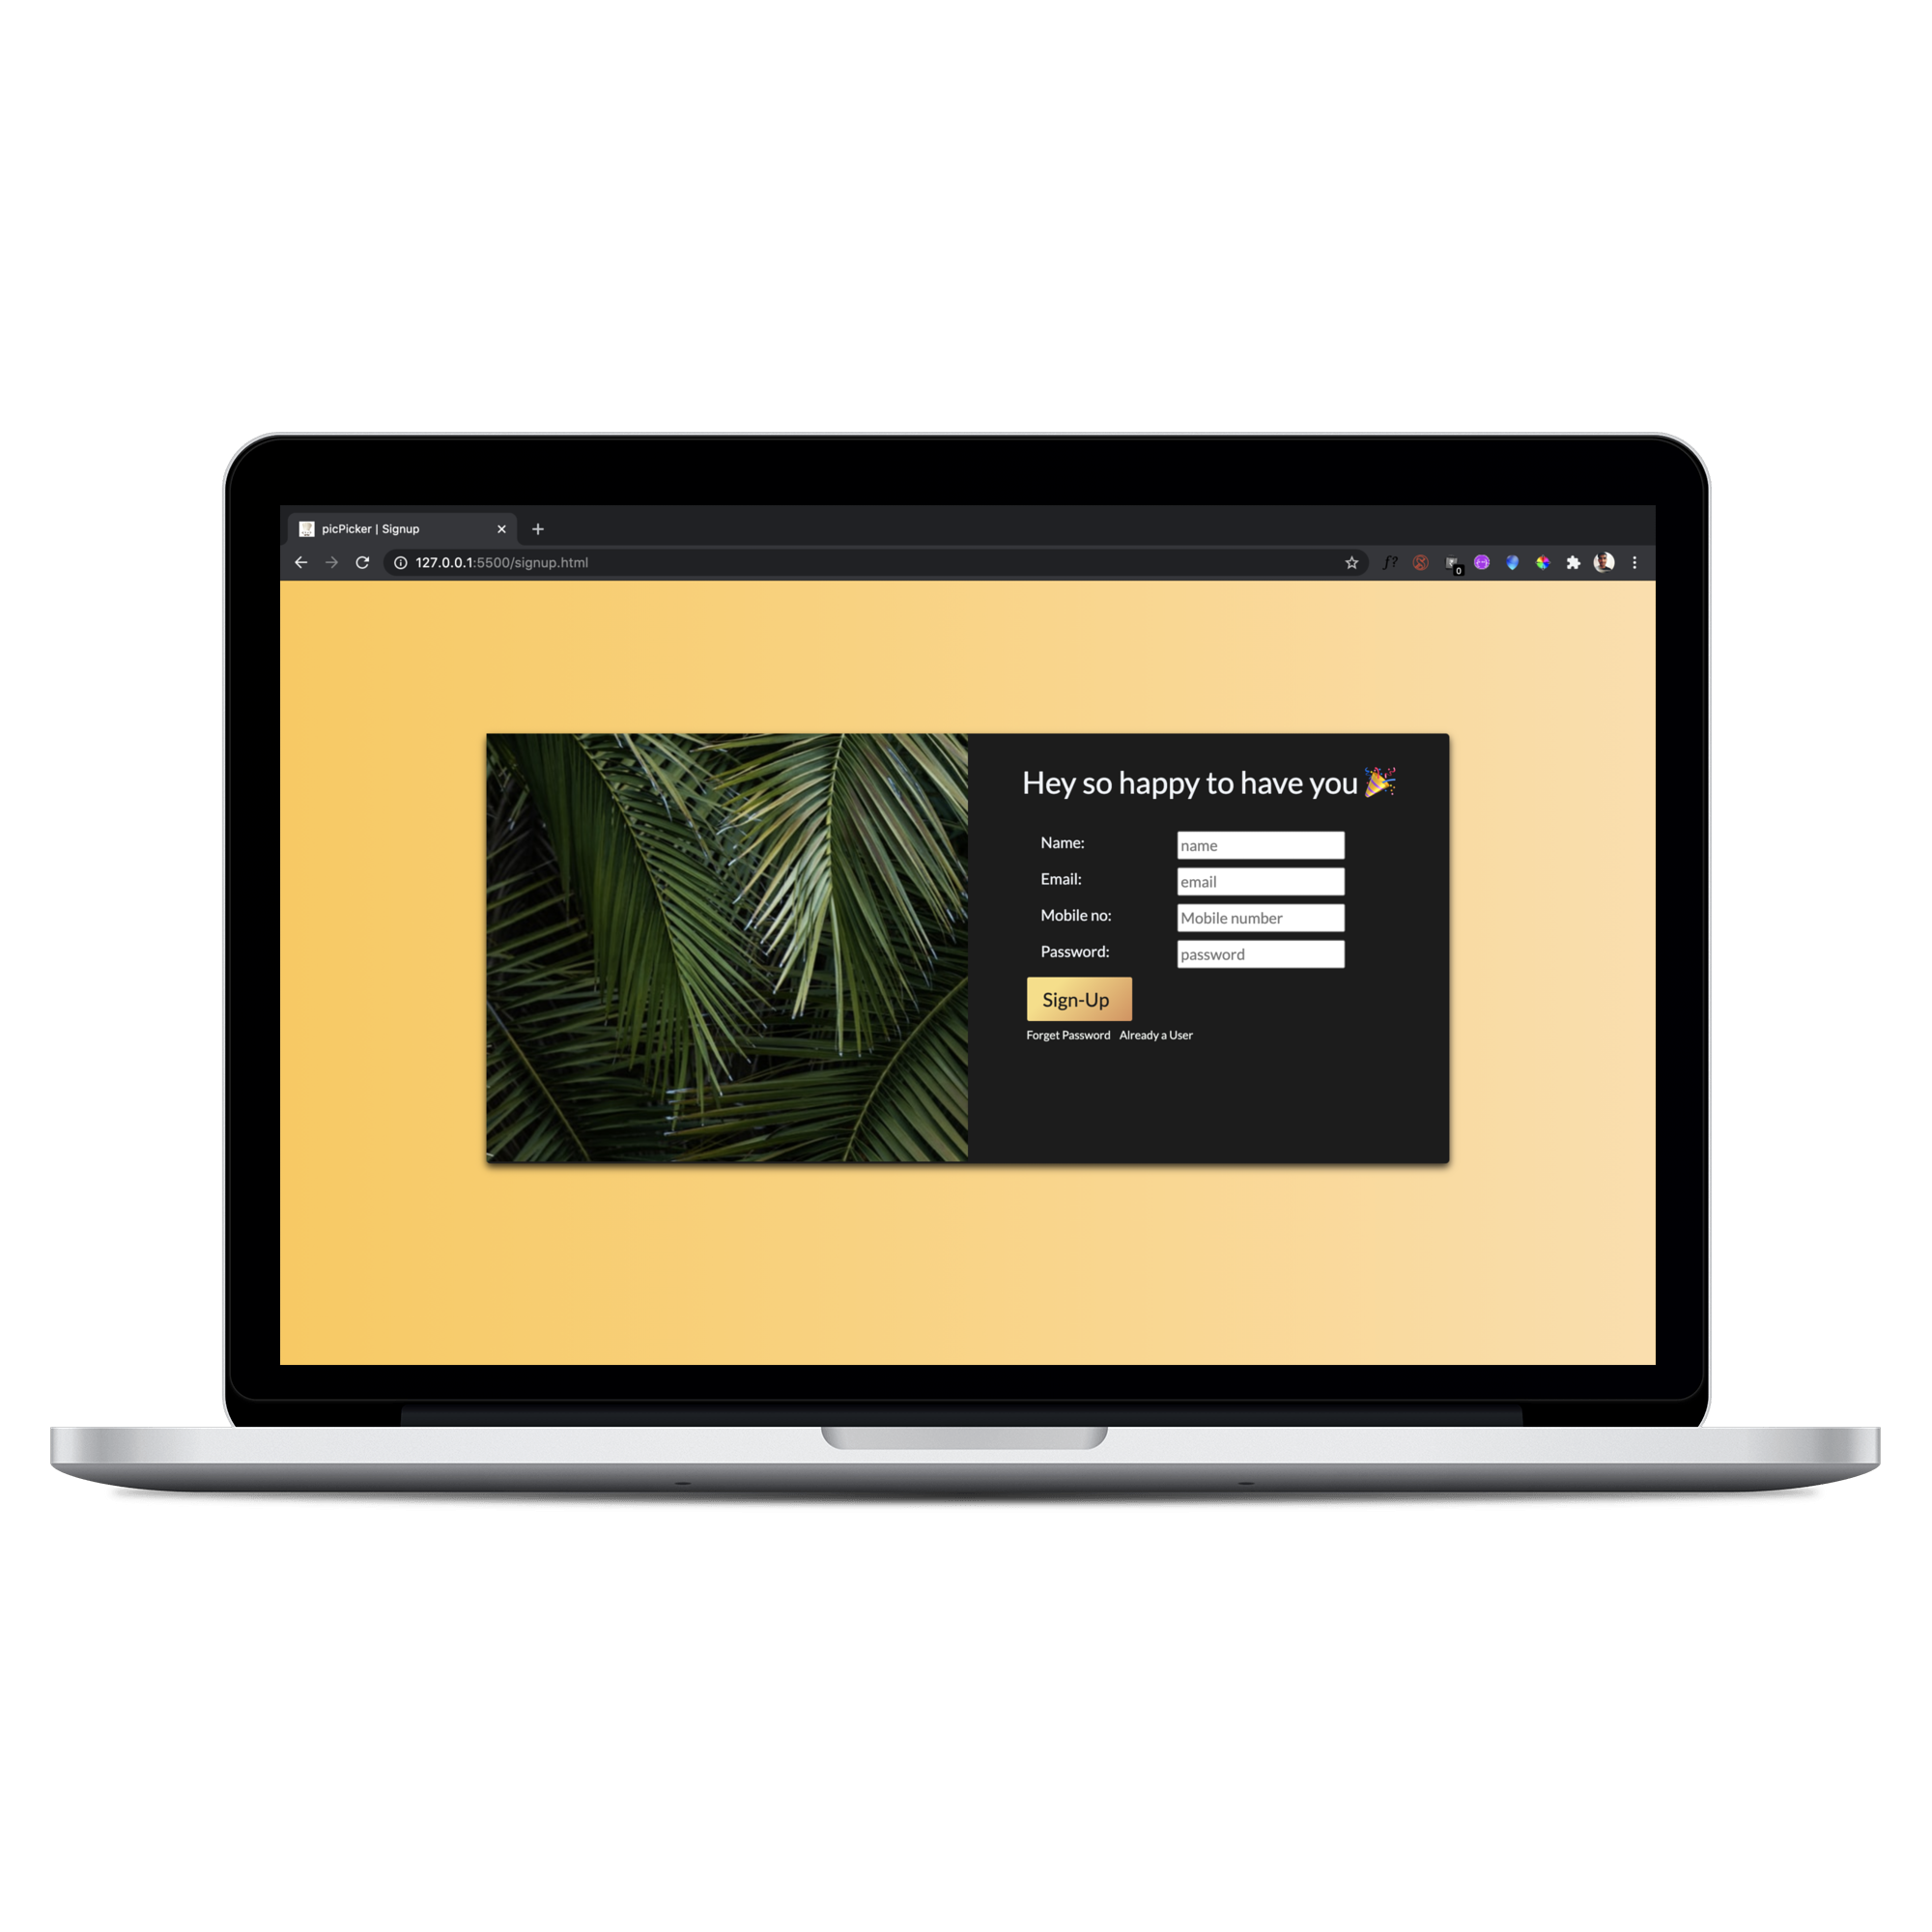 picPicker | Signup
127.0.0.1:5500/signup.html
f?
0
Hey so happy to have you 🎉
Name:
name
Email:
email
Mobile no:
Mobile number
Password:
password
Sign-Up
Forget Password Already a User